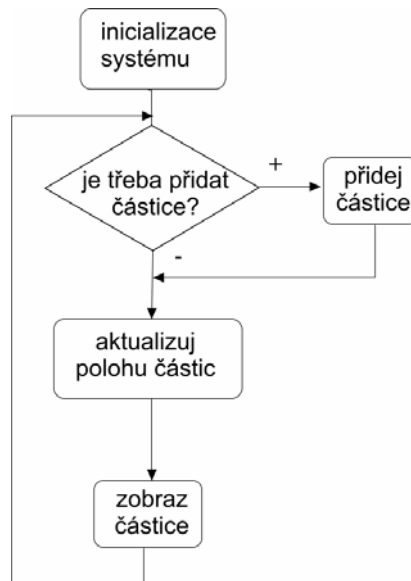 inicializace
systému
je třeba přidat
částice?
+
přidej
částice
-
aktualizuj
polohu částic
zobraz
částice